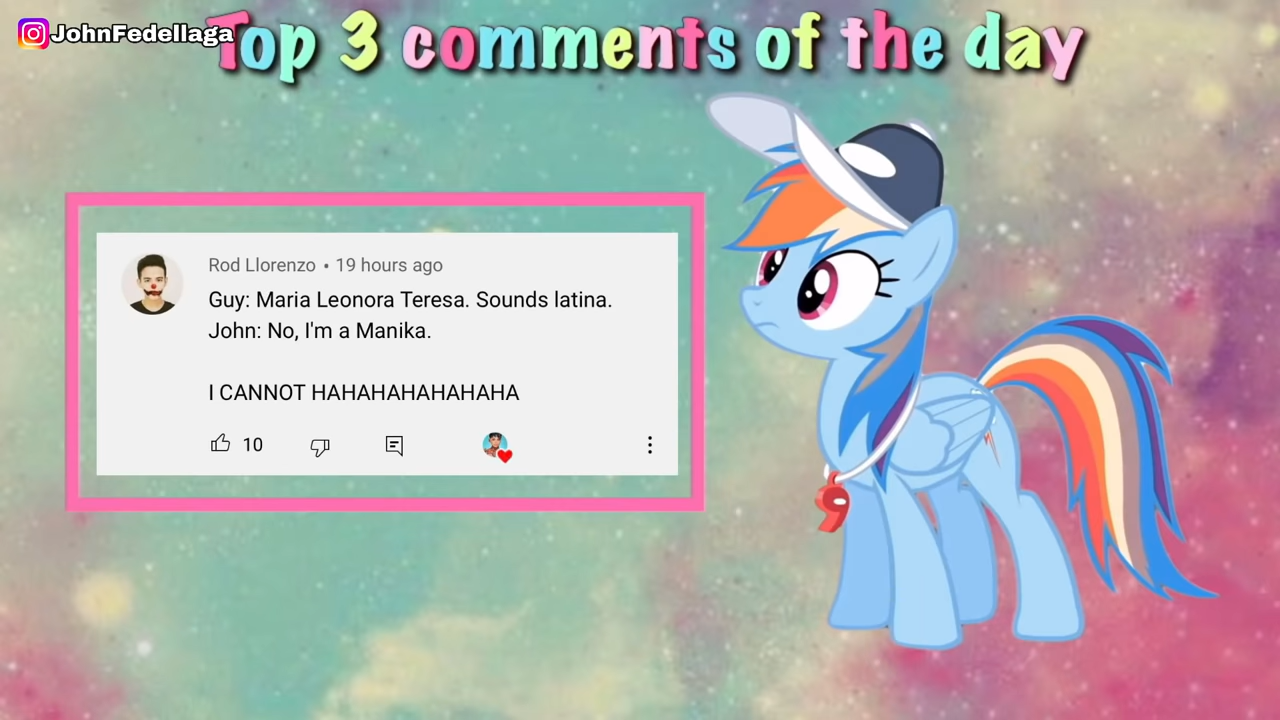 JohnFedellaga
Top 3 comments of the day
Rod Llorenzo • 19 hours ago
Guy: Maria Leonora Teresa. Sounds latina.
John: No, I'm a Manika.
I CANNOT HAHAHAHAHAHAHA
10